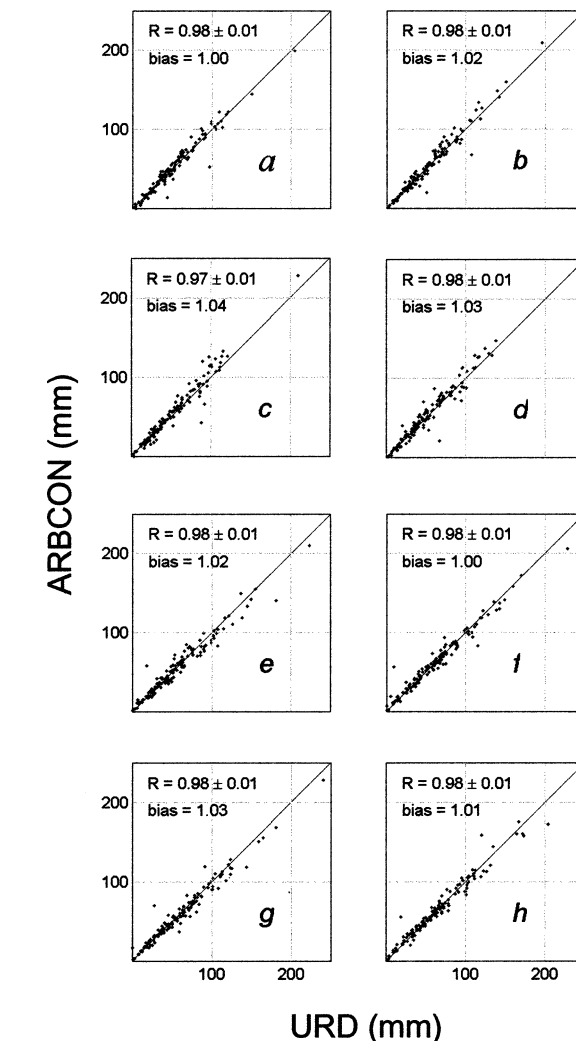 R = 0.98 ± 0.01
bias = 1.00
200
100
a
R = 0.98 ± 0.01
bias = 1.02
b
R = 0.97 ± 0.01
bias = 1.04
200
100
c
R = 0.98 ± 0.01
bias = 1.03
d
ARBCON (mm)
R = 0.98 ± 0.01
bias = 1.02
200
100
e
R = 0.98 ± 0.01
bias = 1.00
f
R = 0.98 ± 0.01
bias = 1.03
200
100
g
100 200
R = 0.98 ± 0.01
bias = 1.01
h
100 200
URD (mm)